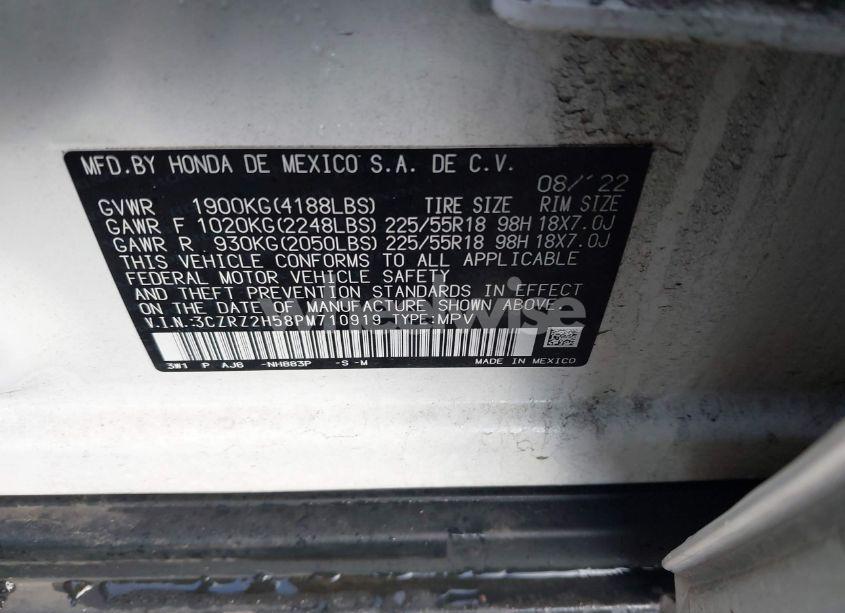 MFD.BY HONDA DE MEXICO S.A. DE C.V.
08/'22
GVWR 1900KG(4188LBS) TIRE SIZE RIM SIZE
GAWR F 1020KG(2248LBS) 225/55R18 98H 18X7.0J
GAWR R 930KG(2050LBS) 225/55R18 98H 18X7.0J
THIS VEHICLE CONFORMS TO ALL APPLICABLE
FEDERAL MOTOR VEHICLE SAFETY
AND THEFT PREVENTION STANDARDS IN EFFECT
ON THE DATE OF MANUFACTURE SHOWN ABOVE.
V.I.N.:3CZRZ2H58PM710919 TYPE:MPV
3W1 P AJ6 -NH883P -S -M MADE IN MEXICO